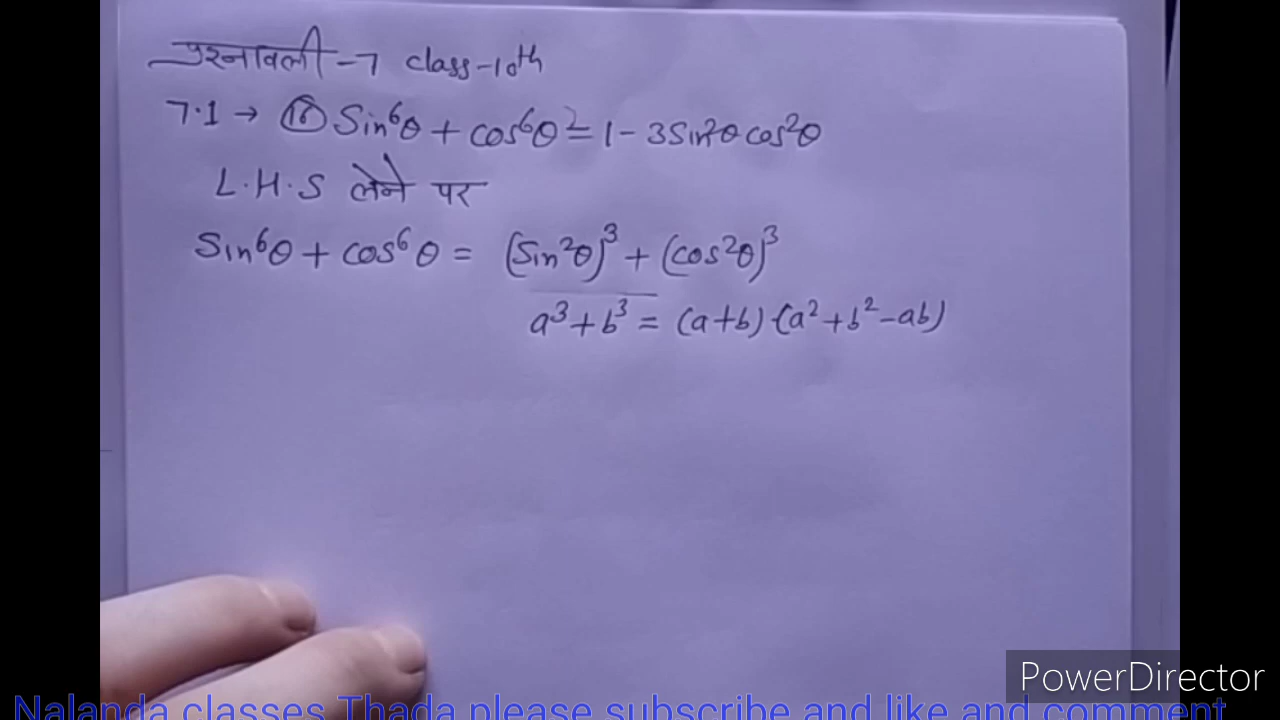 प्रश्नावली-7 class-10th
7.1 → (16) Sin⁶θ + cos⁶θ = 1 - 3Sin²θ cos²θ
L.H.S लेने पर
Sin⁶θ + cos⁶θ = (Sin²θ)³ + (cos²θ)³
a³+b³ = (a+b) (a²+b²-ab)
PowerDirector
Nalanda classes Thada please subscribe and like and comment